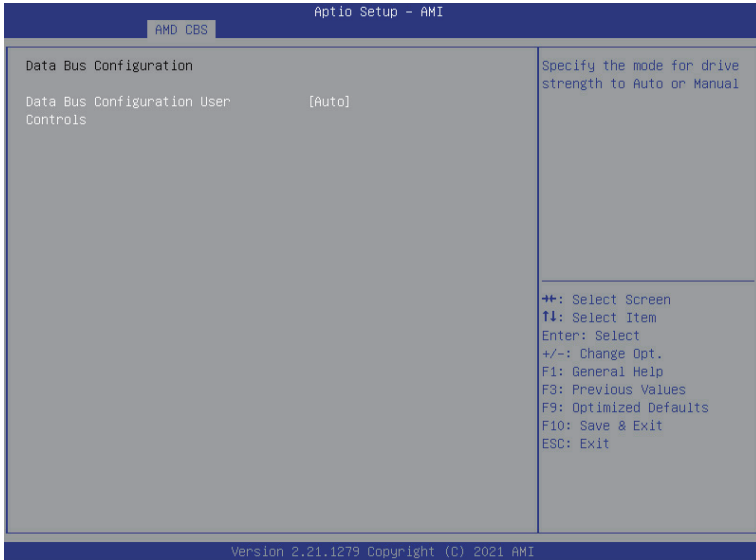 Aptio Setup – AMI
AMD CBS
Data Bus Configuration
Data Bus Configuration User [Auto]
Controls
Specify the mode for drive
strength to Auto or Manual
→←: Select Screen
↑↓: Select Item
Enter: Select
+/-: Change Opt.
F1: General Help
F3: Previous Values
F9: Optimized Defaults
F10: Save & Exit
ESC: Exit
Version 2.21.1279 Copyright (C) 2021 AMI